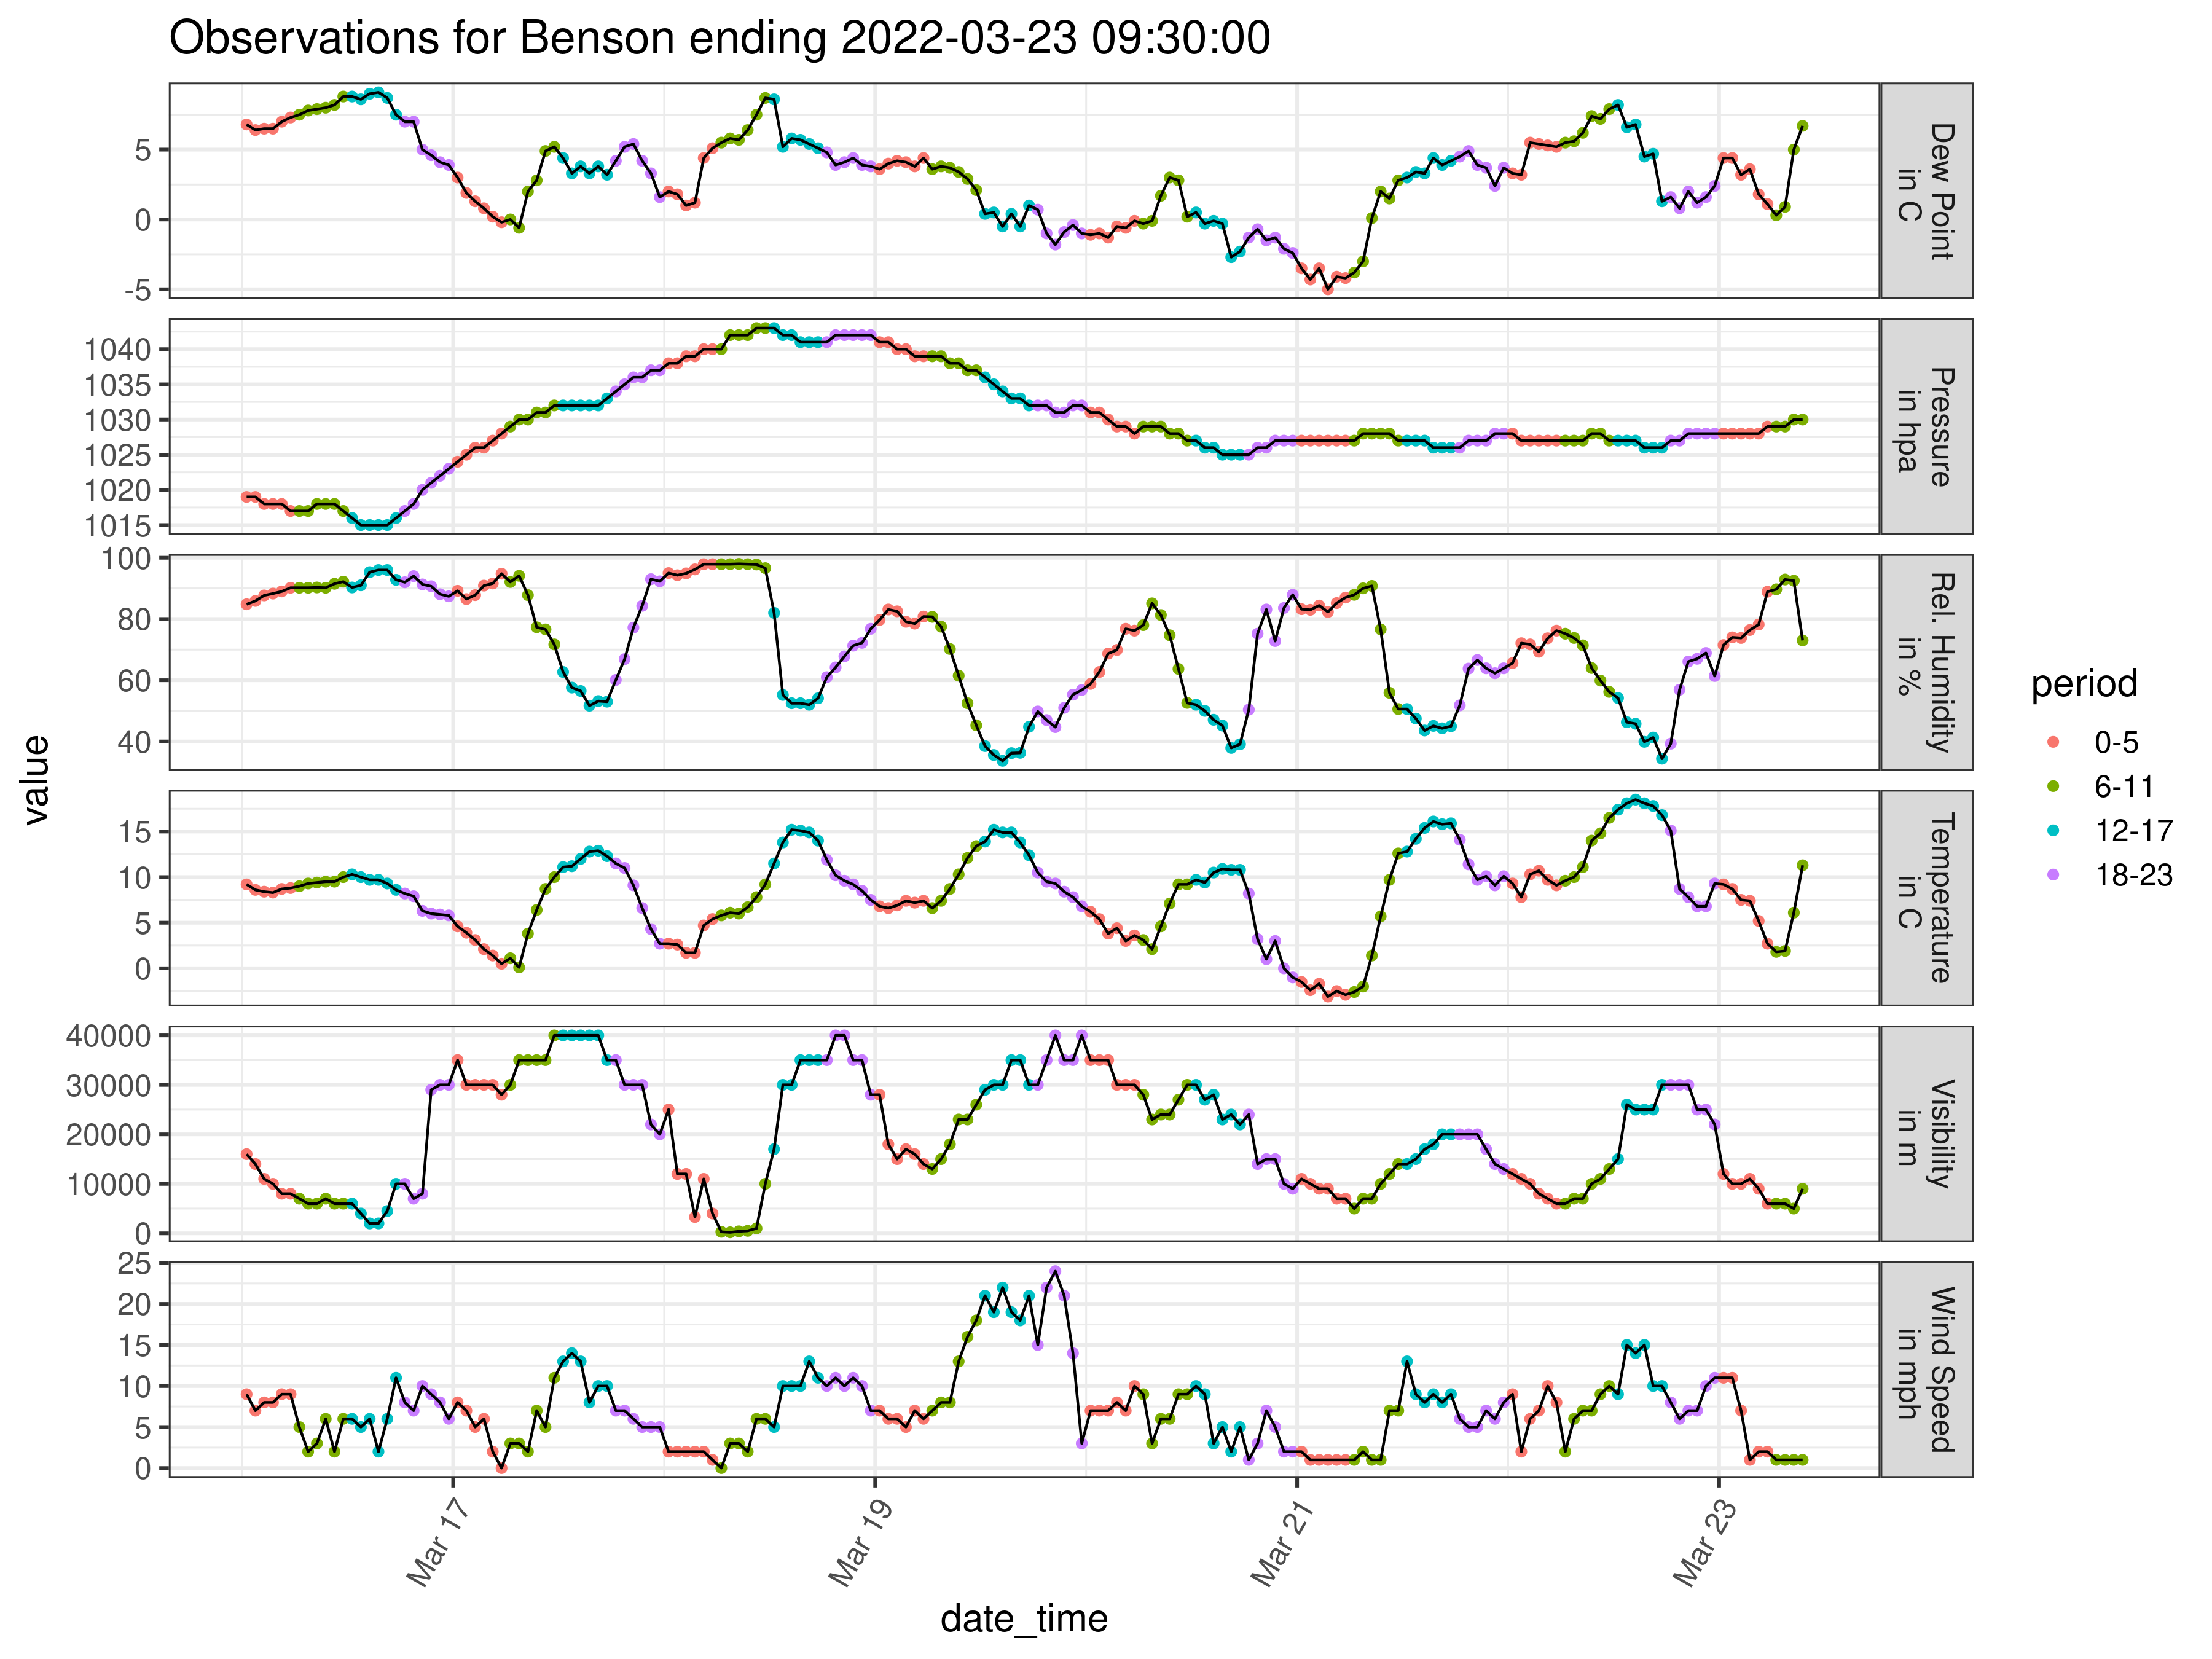 Observations for Benson ending 2022-03-23 09:30:00
value
5
0
-5
Dew Point
in C
1040
1035
1030
1025
1020
1015
Pressure
in hpa
100
80
60
40
Rel. Humidity
in %
15
10
5
0
Temperature
in C
40000
30000
20000
10000
0
Visibility
in m
25
20
15
10
5
0
Wind Speed
in mph
Mar 17
Mar 19
Mar 21
Mar 23
date_time
period
0-5
6-11
12-17
18-23